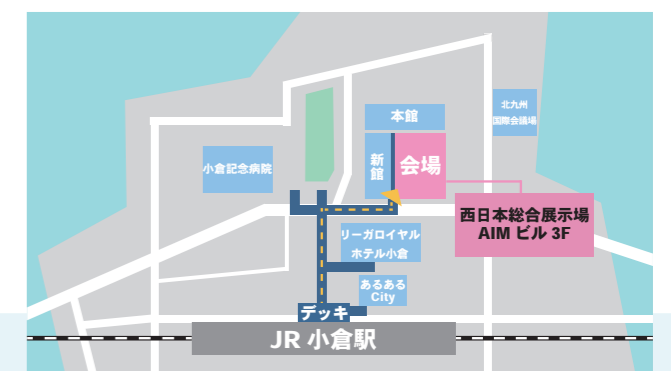 本館
北九州
国際会議場
小倉記念病院
新館
会場
西日本総合展示場
AIM ビル 3F
リーガロイヤル
ホテル小倉
あるある
City
デッキ
JR 小倉駅